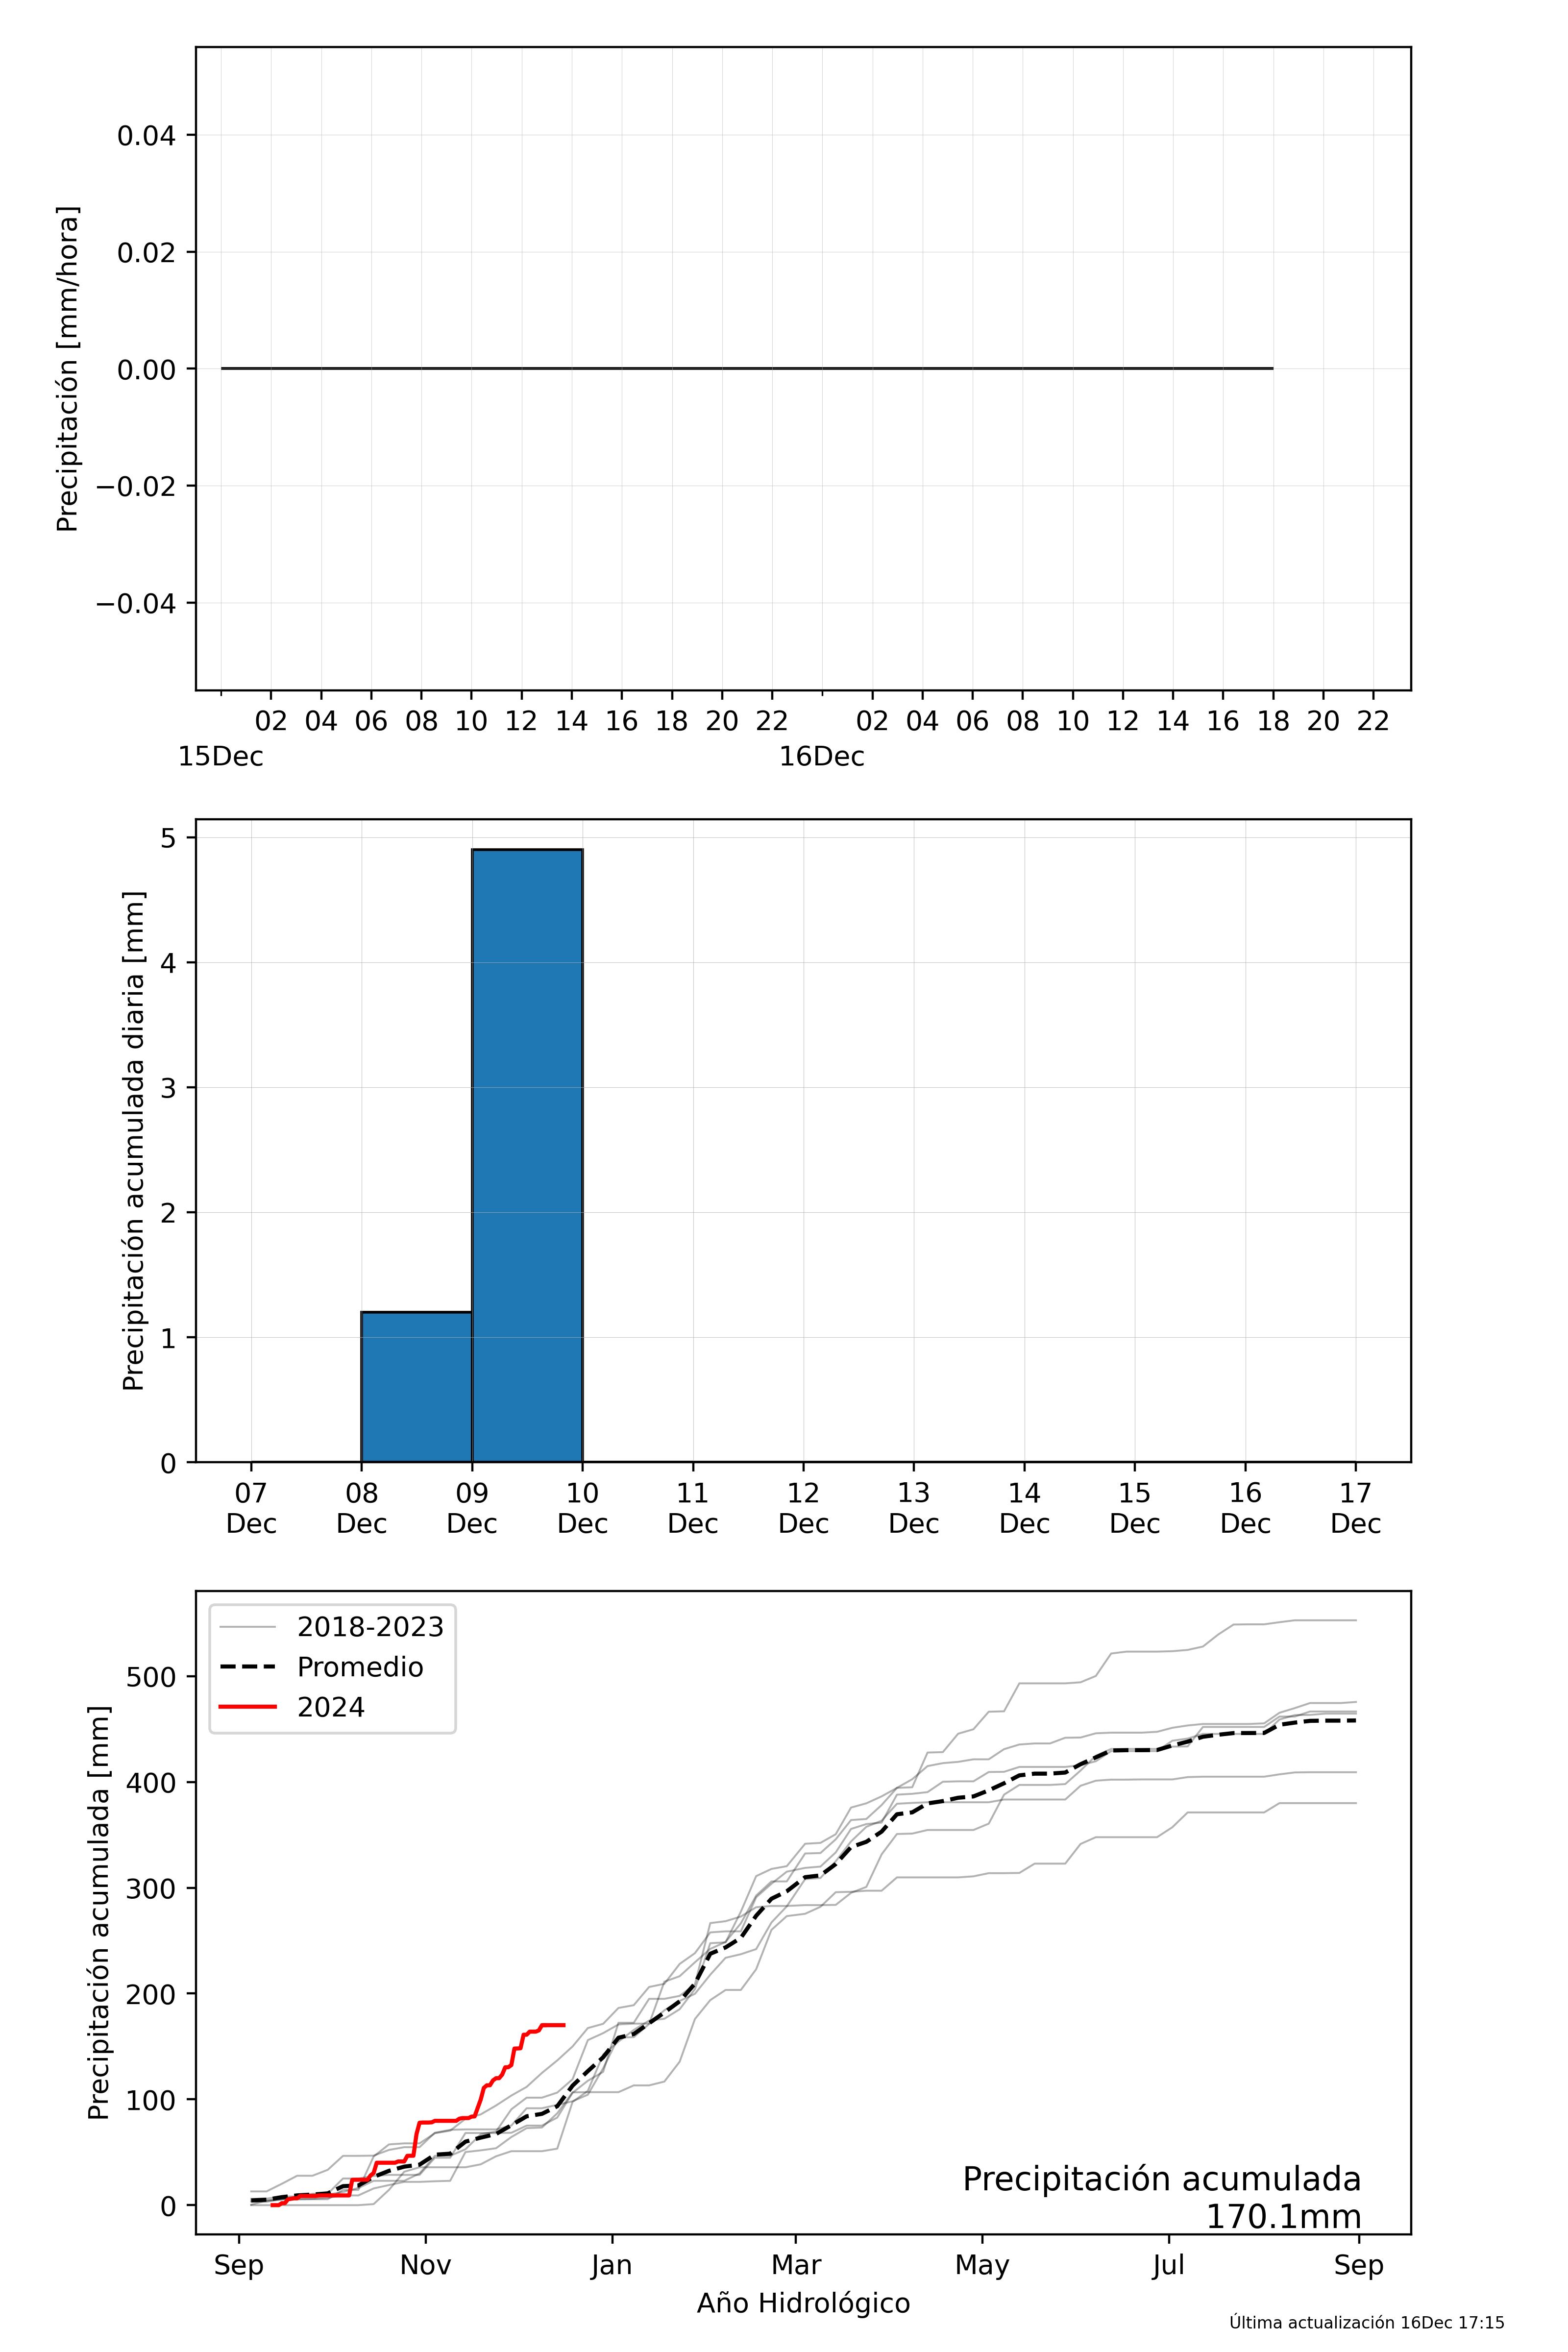 Precipitación [mm/hora]
0.04
0.02
0.00
−0.02
−0.04
02 04 06 08 10 12 14 16 18 20 22 02 04 06 08 10 12 14 16 18 20 22
15Dec 16Dec
Precipitación acumulada diaria [mm]
5
4
3
2
1
0
07 08 09 10 11 12 13 14 15 16 17
Dec Dec Dec Dec Dec Dec Dec Dec Dec Dec Dec
Precipitación acumulada [mm]
500
400
300
200
100
0
2018-2023
Promedio
2024
Precipitación acumulada
170.1mm
Sep Nov Jan Mar May Jul Sep
Año Hidrológico
Última actualización 16Dec 17:15